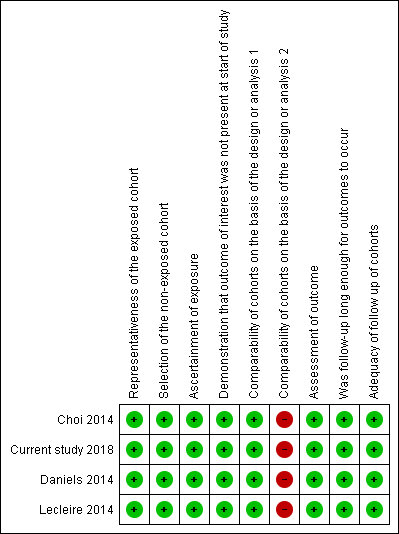 Representativeness of the exposed cohort
Selection of the non-exposed cohort
Ascertainment of exposure
Demonstration that outcome of interest was not present at start of study
Comparability of cohorts on the basis of the design or analysis 1
Comparability of cohorts on the basis of the design or analysis 2
Assessment of outcome
Was follow-up long enough for outcomes to occur
Adequacy of follow up of cohorts
Choi 2014 + + + + + - + + +
Current study 2018 + + + + + - + + +
Daniels 2014 + + + + + - + + +
Lecleire 2014 + + + + + - + + +